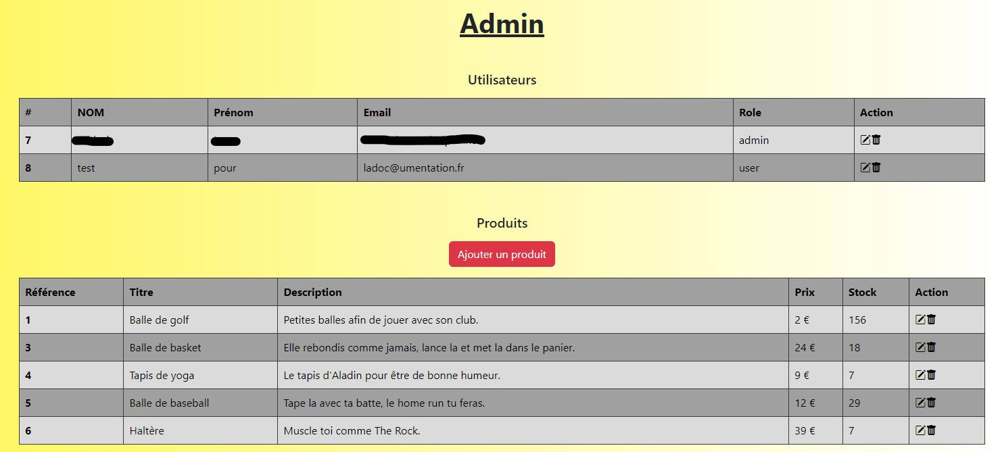 Admin
Utilisateurs
# NOM Prénom Email Role Action
7 admin
8 test pour ladoc@umentation.fr user
Produits
Ajouter un produit
Référence Titre Description Prix Stock Action
1 Balle de golf Petites balles afin de jouer avec son club. 2 € 156
3 Balle de basket Elle rebondis comme jamais, lance la et met la dans le panier. 24 € 18
4 Tapis de yoga Le tapis d'Aladin pour être de bonne humeur. 9 € 7
5 Balle de baseball Tape la avec ta batte, le home run tu feras. 12 € 29
6 Haltère Muscle toi comme The Rock. 39 € 7